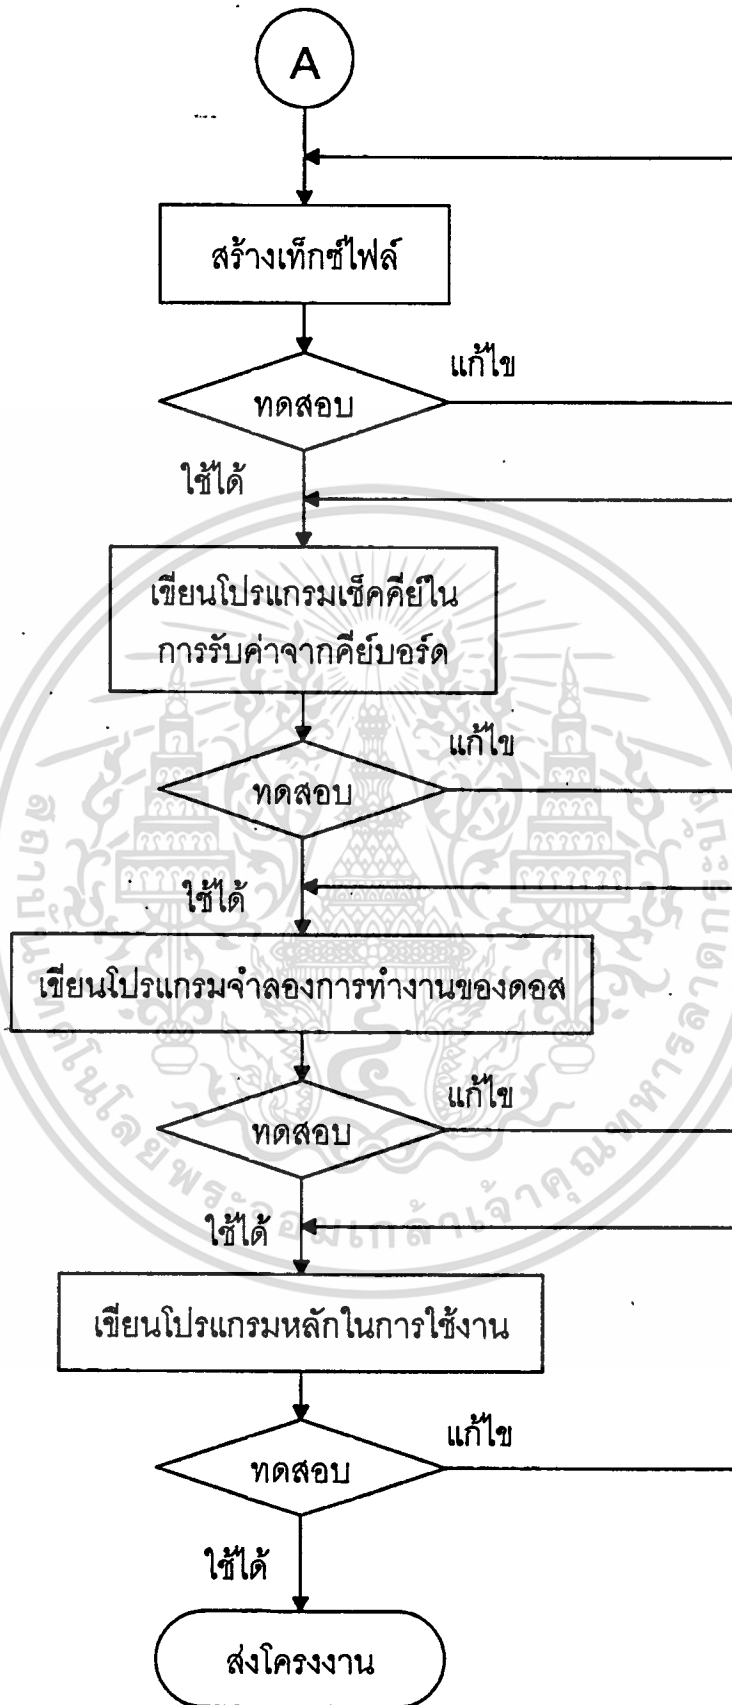 A
สร้างเท็กซ์ไฟล์
แก้ไข
ทดสอบ
ใช้ได้
เขียนโปรแกรมเช็คคีย์ใน
การรับค่าจากคีย์บอร์ด
แก้ไข
ทดสอบ
ใช้ได้
เขียนโปรแกรมจำลองการทำงานของดอส
แก้ไข
ทดสอบ
ใช้ได้
เขียนโปรแกรมหลักในการใช้งาน
แก้ไข
ทดสอบ
ใช้ได้
ส่งโครงงาน